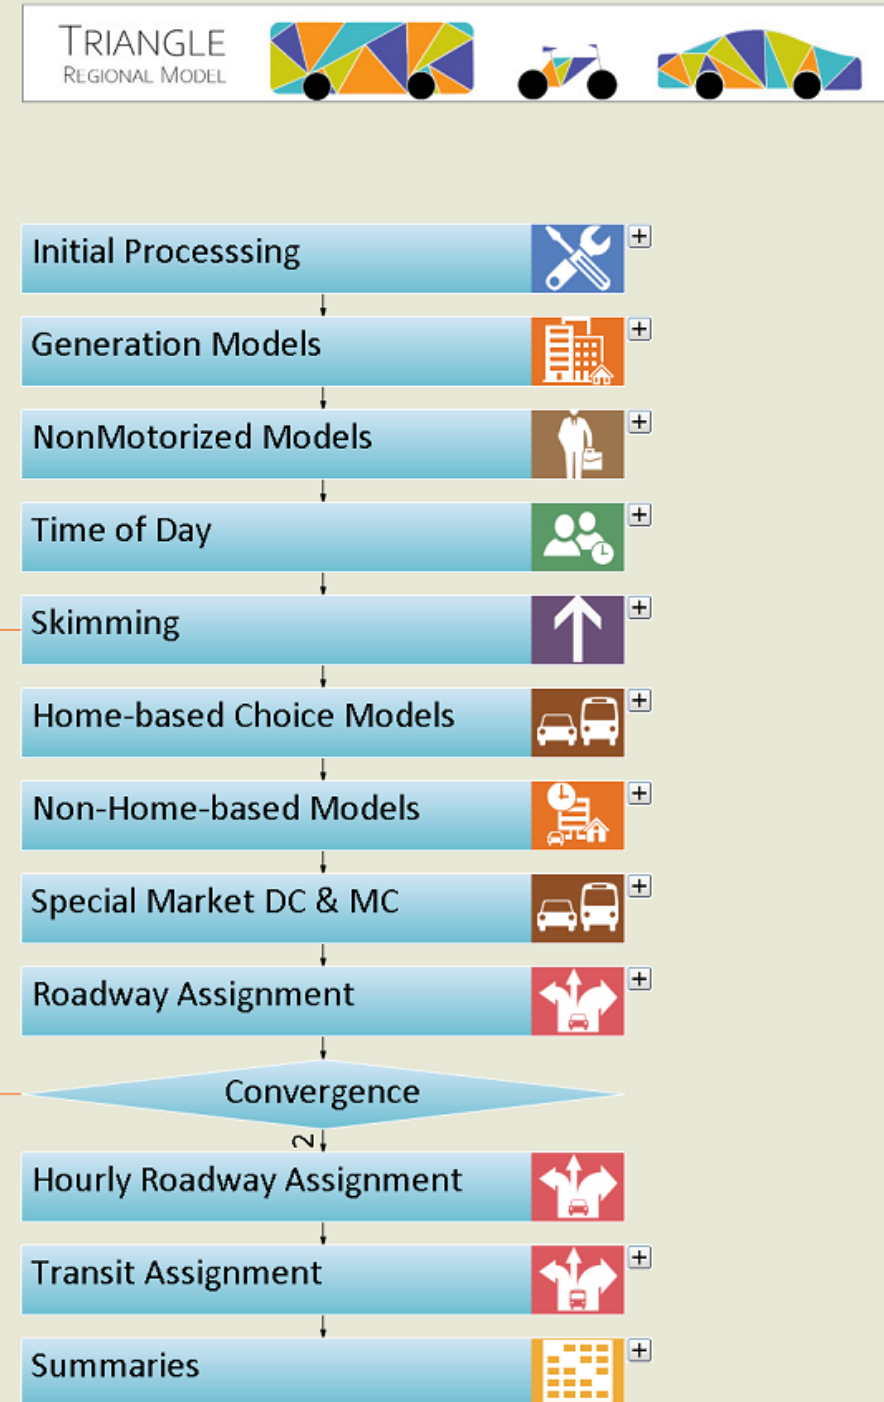 TRIANGLE
REGIONAL MODEL
Initial Processsing
Generation Models
NonMotorized Models
Time of Day
Skimming
Home-based Choice Models
Non-Home-based Models
Special Market DC & MC
Roadway Assignment
Convergence
2
Hourly Roadway Assignment
Transit Assignment
Summaries